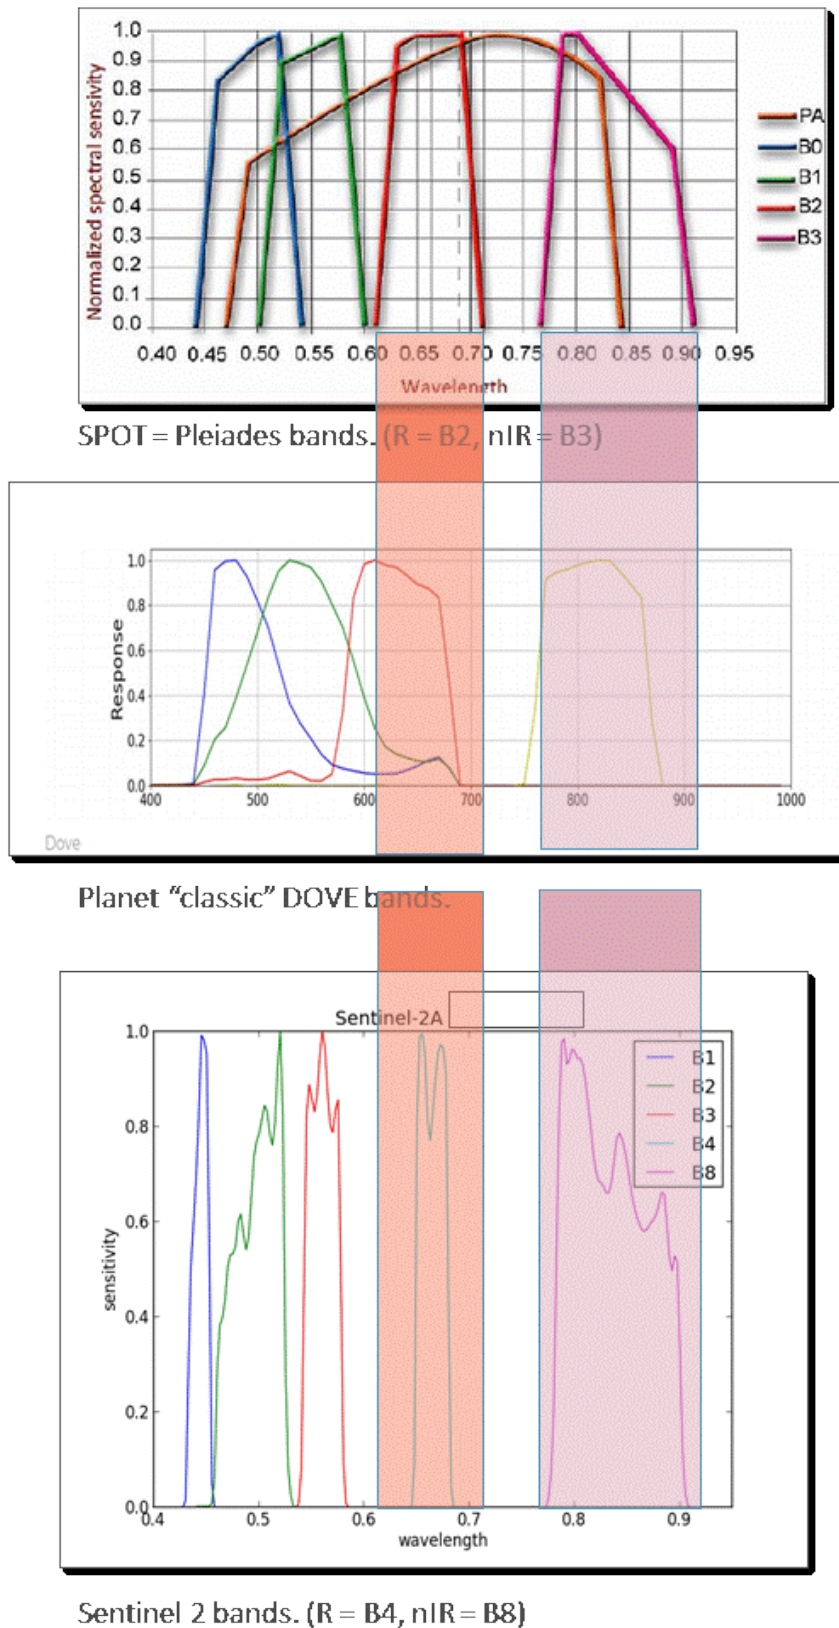 Normalized spectral sensivity
1.0
0.9
0.8
0.7
0.6
0.5
0.4
0.3
0.2
0.1
0.0
0.40 0.45 0.50 0.55 0.60 0.65 0.70 0.75 0.80 0.85 0.90 0.95
Wavelength
PA
B0
B1
B2
B3
SPOT = Pleiades bands. (R = B2, nIR = B3)
Response
1.0
0.8
0.6
0.4
0.2
0.0
400 500 600 700 800 900 1000
Dove
Planet “classic” DOVE bands.
Sentinel-2A
sensitivity
1.0
0.8
0.6
0.4
0.2
0.0
B1
B2
B3
B4
B8
0.4 0.5 0.6 0.7 0.8 0.9
wavelength
Sentinel 2 bands. (R = B4, nIR = B8)